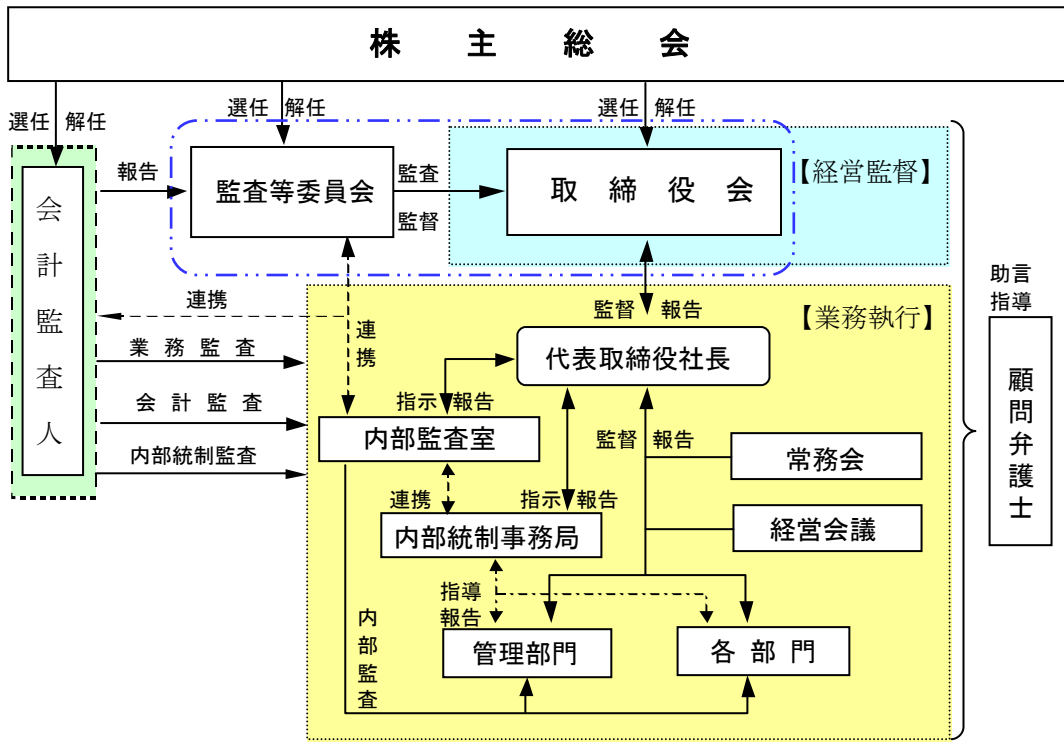 株主総会
選任 解任
選任 解任
選任 解任
会計監査人
報告
監査等委員会
監査
監督
取締役会
【経営監督】
連携
連携
監督 報告
【業務執行】
助言
指導
顧問弁護士
業務監査
代表取締役社長
会計監査
指示 報告
内部監査室
監督 報告
常務会
内部統制監査
連携
指示 報告
内部統制事務局
経営会議
指導
報告
内部監査
管理部門
各部門